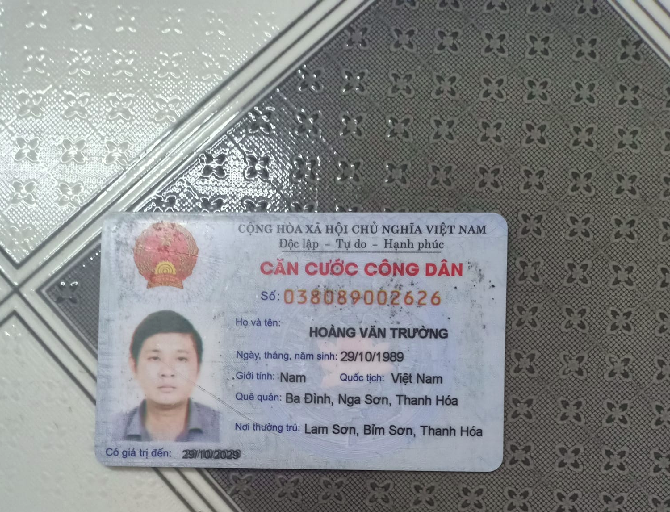 CỘNG HÒA XÃ HỘI CHỦ NGHĨA VIỆT NAM
Độc lập - Tự do - Hạnh phúc
CĂN CƯỚC CÔNG DÂN
Số: 038089002626
Họ và tên:
HOÀNG VĂN TRƯỜNG
Ngày, tháng, năm sinh: 29/10/1989
Giới tính: Nam Quốc tịch: Việt Nam
Quê quán: Ba Đình, Nga Sơn, Thanh Hóa
Nơi thường trú: Lam Sơn, Bỉm Sơn, Thanh Hóa
Có giá trị đến: 29/10/2029